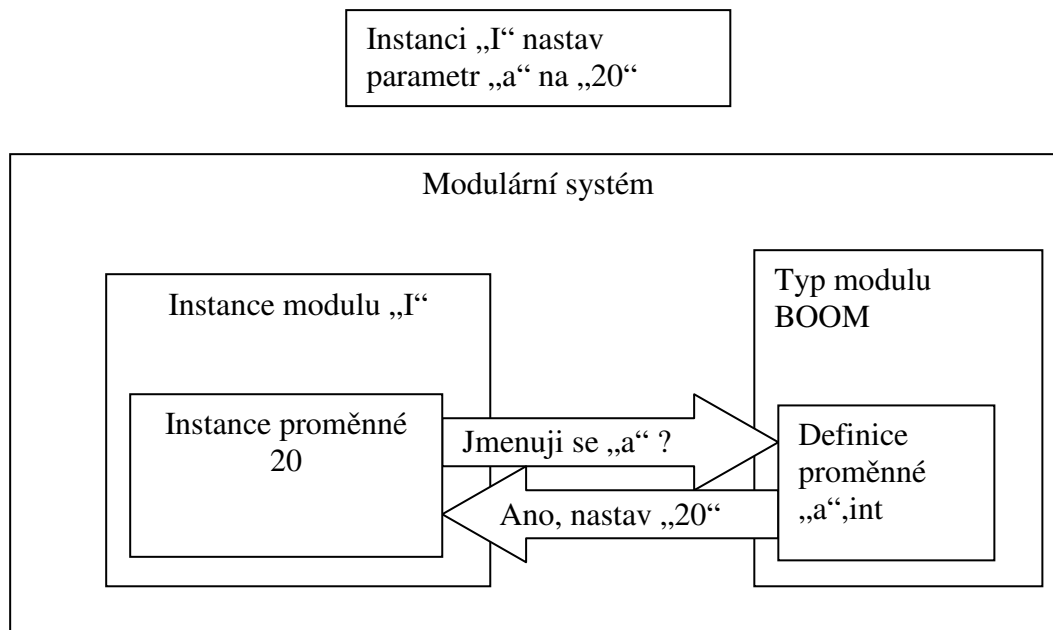 Instanci „I“ nastav
parametr „a“ na „20“
Modulární systém
Instance modulu „I“
Typ modulu
BOOM
Instance proměnné
20
Jmenuji se „a“ ?
Ano, nastav „20“
Definice
proměnné
„a“,int